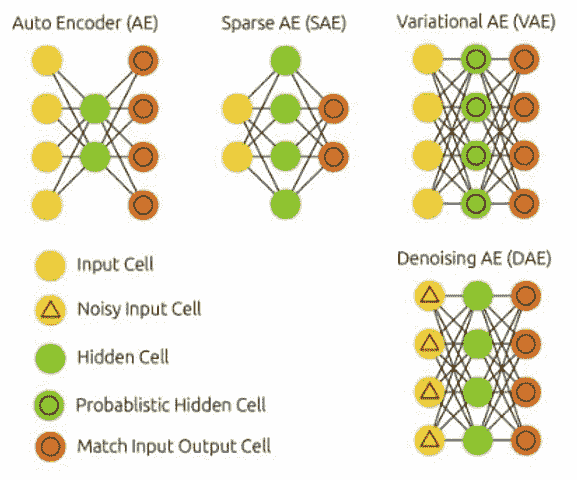 Auto Encoder (AE)
Sparse AE (SAE)
Variational AE (VAE)
Denoising AE (DAE)
Input Cell
Noisy Input Cell
Hidden Cell
Probablistic Hidden Cell
Match Input Output Cell